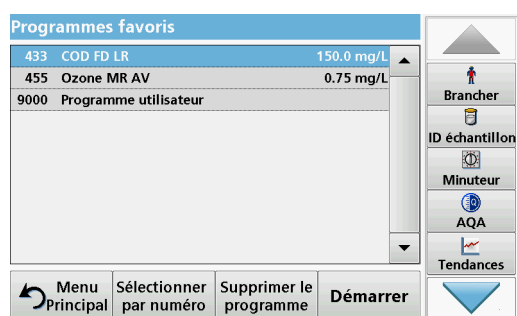 Programmes favoris
433 COD FD LR 150.0 mg/L
455 Ozone MR AV 0.75 mg/L
9000 Programme utilisateur
Brancher
ID échantillon
Minuteur
AQA
Tendances
Menu
Principal
Sélectionner
par numéro
Supprimer le
programme
Démarrer